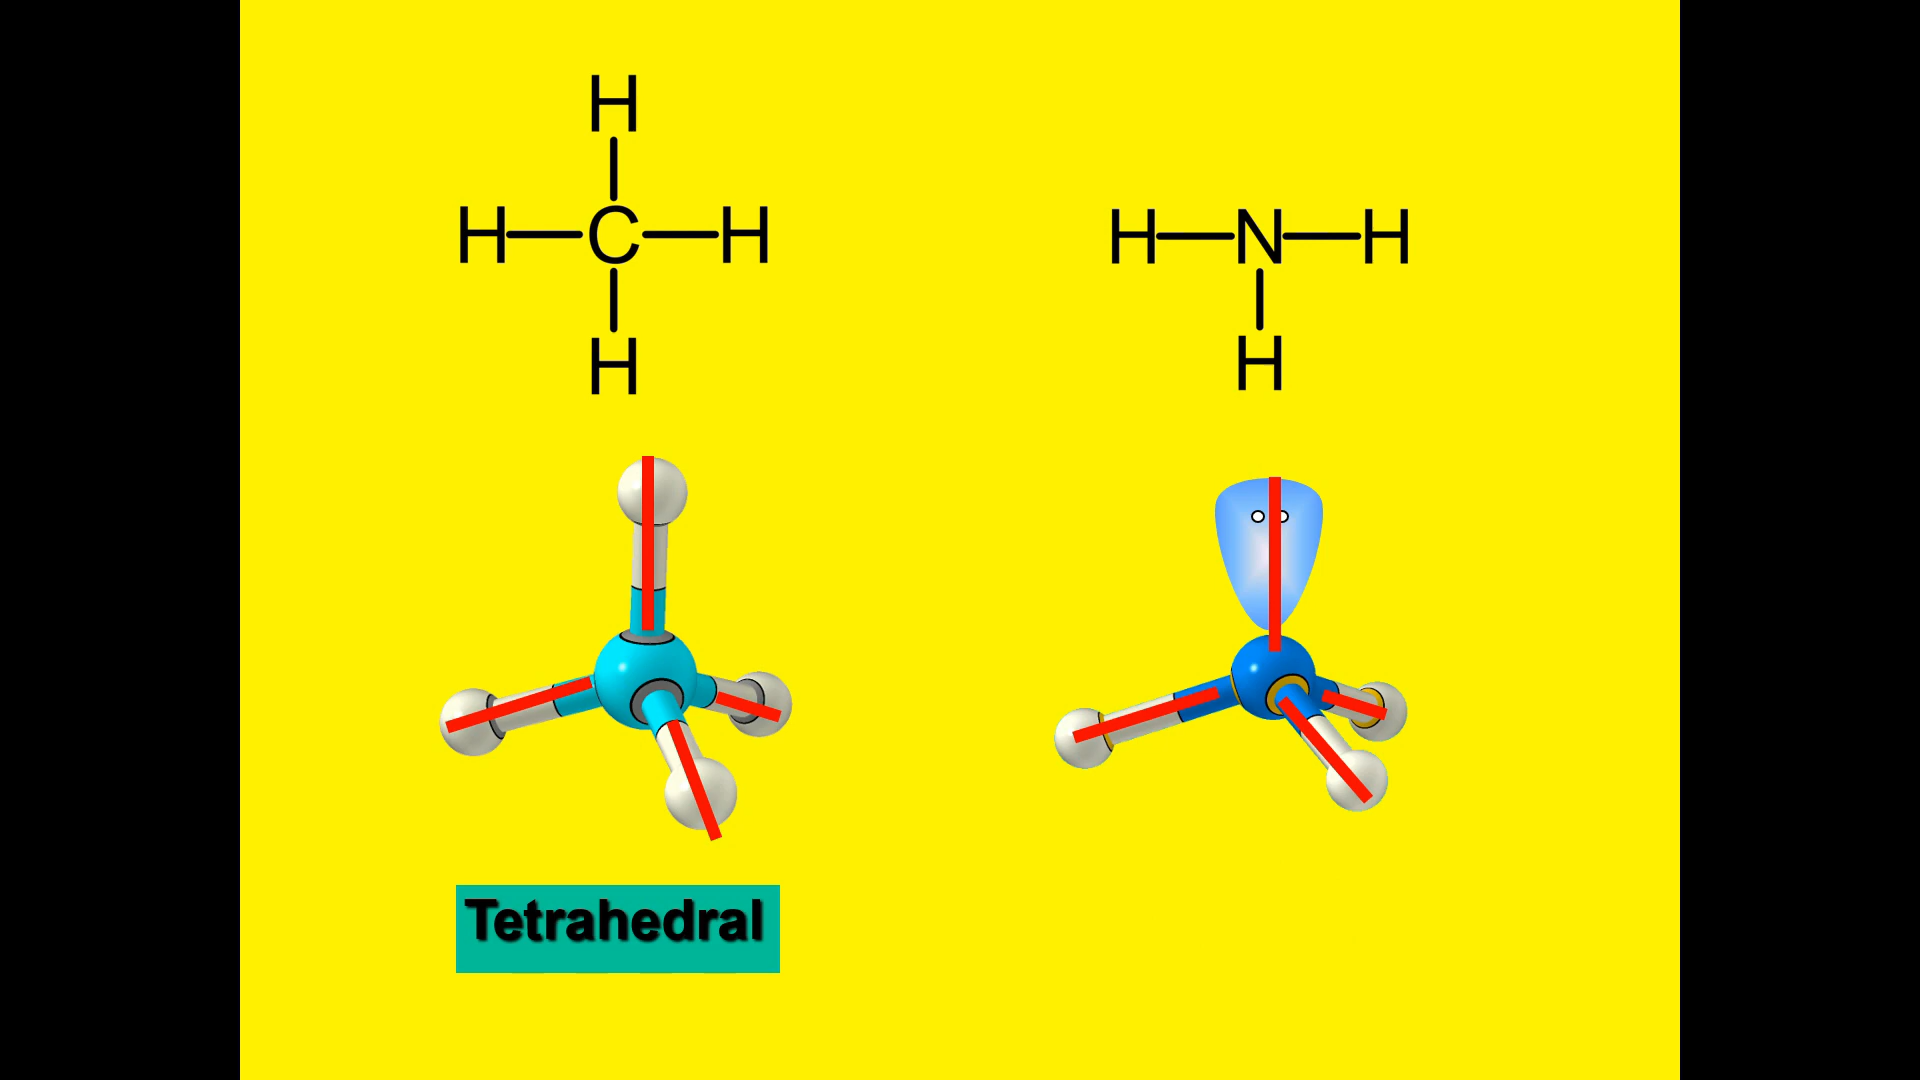 H
H C H
H
H N H
H
Tetrahedral